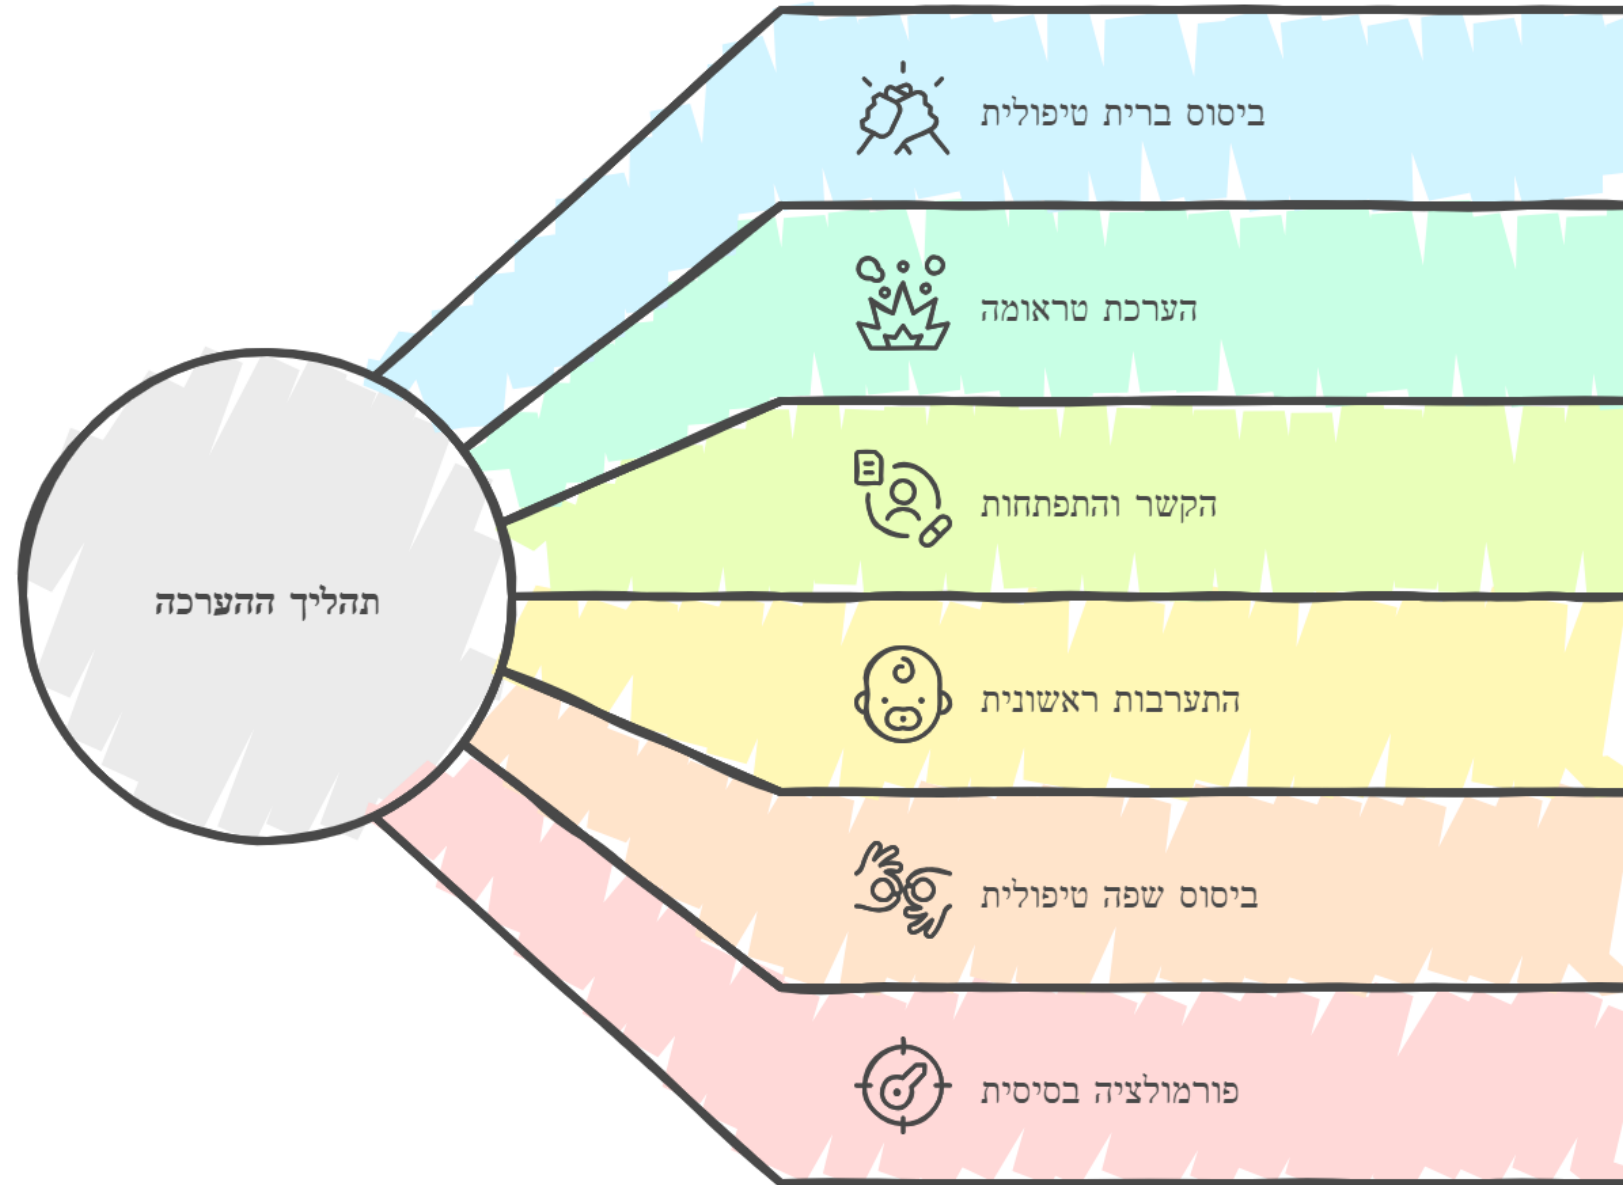 ביסוס ברית טיפולית
הערכת טראומה
הקשר והתפתחות
תהליך ההערכה
התערבות ראשונית
ביסוס שפה טיפולית
פורמולציה בסיסית